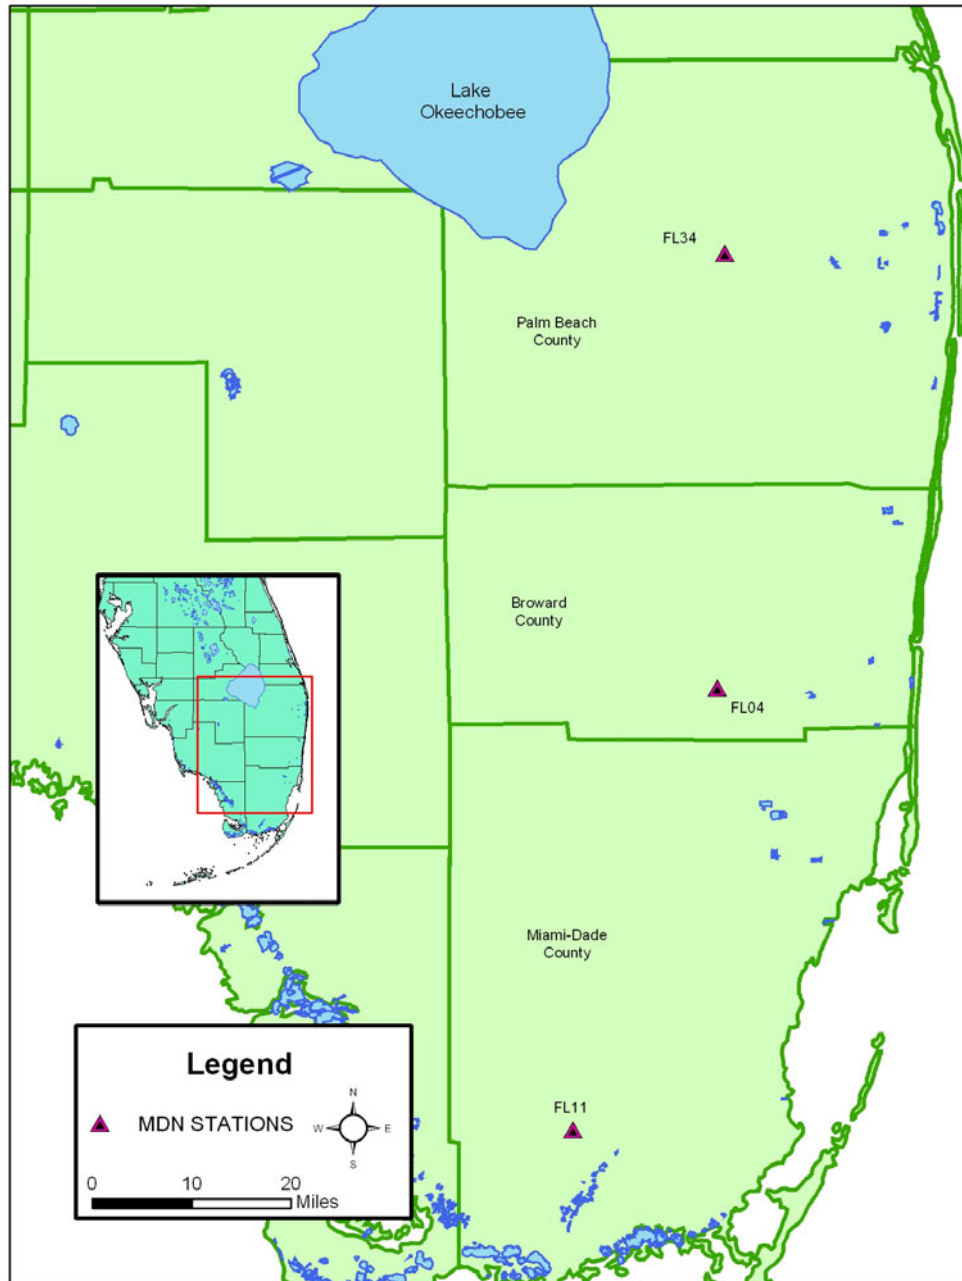 Lake
Okeechobee
FL34
Palm Beach
County
Broward
County
FL04
Miami-Dade
County
FL11
Legend
MDN STATIONS
N
W
E
S
0
10
20
Miles